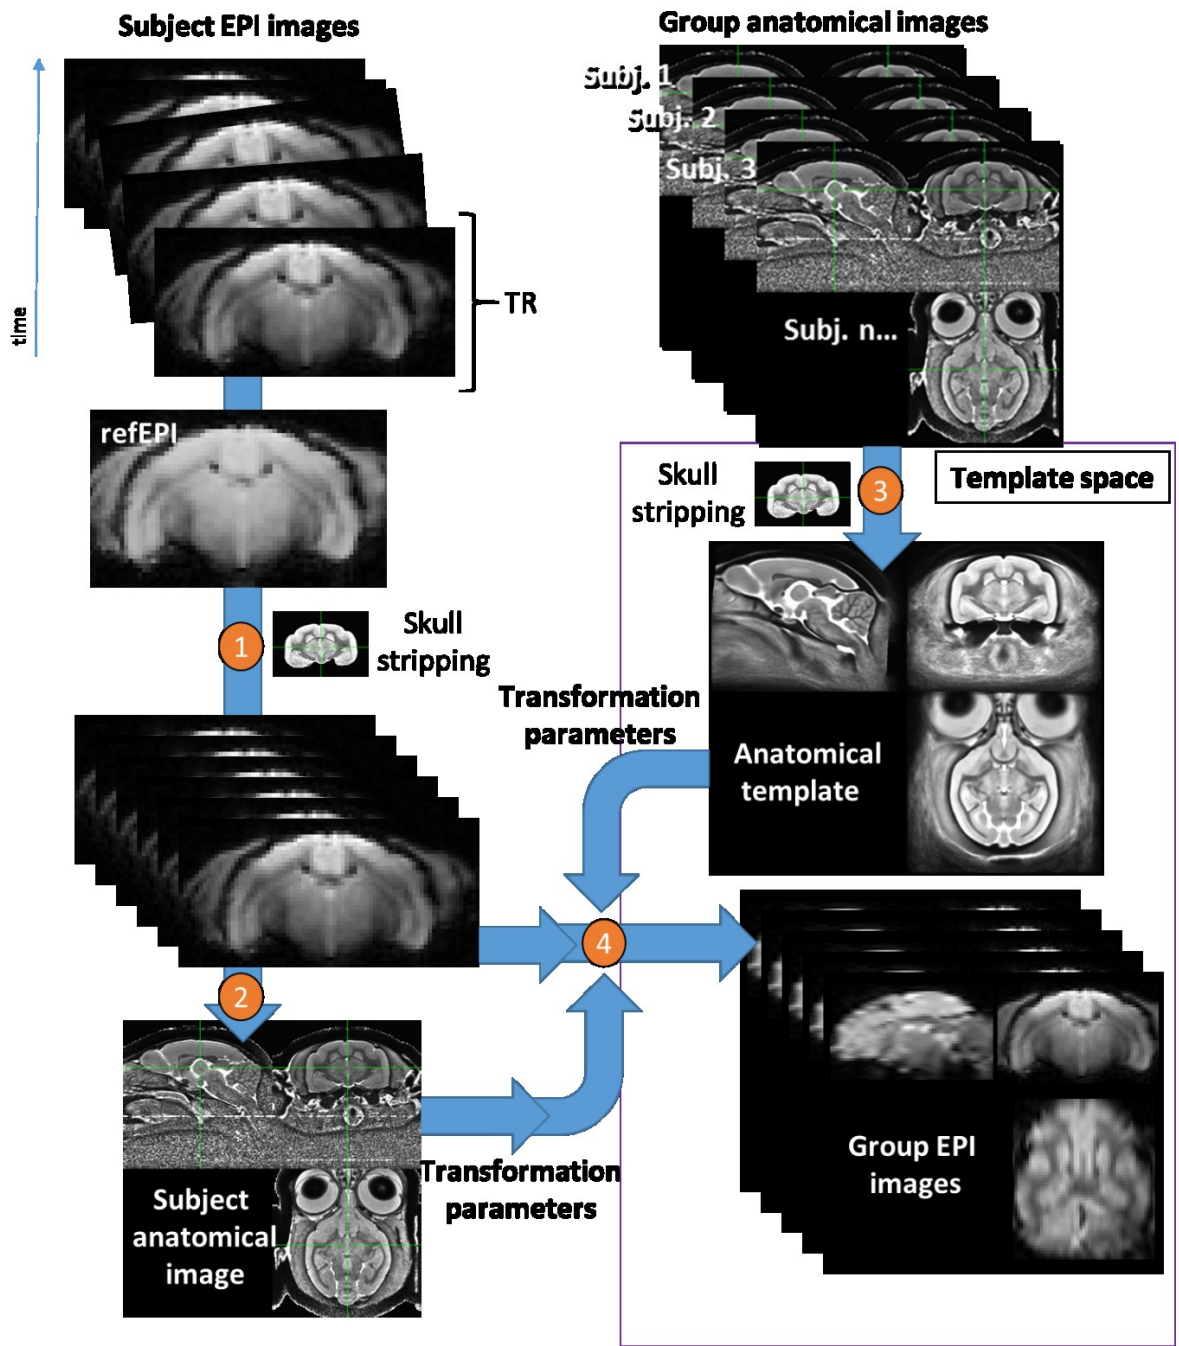 Subject EPI images
Group anatomical images
time
TR
Subj. 1
Subj. 2
Subj. 3
Subj. n...
refEPI
Template space
Skull
stripping
3
1
Skull
stripping
Transformation
parameters
Anatomical
template
4
2
Subject
anatomical
image
Transformation
parameters
Group EPI
images